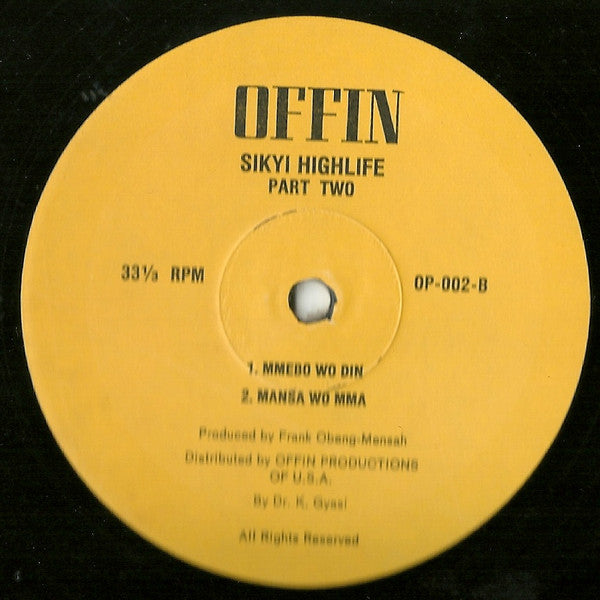 OFFIN
SIKYI HIGHLIFE
PART TWO
33⅓ RPM
OP-002-B
1. MMEBO WO DIN
2. MANSA WO MMA
Produced by Frank Obeng-Mensah
Distributed by OFFIN PRODUCTIONS
OF U.S.A.
By Dr. K. Gyasi
All Rights Reserved